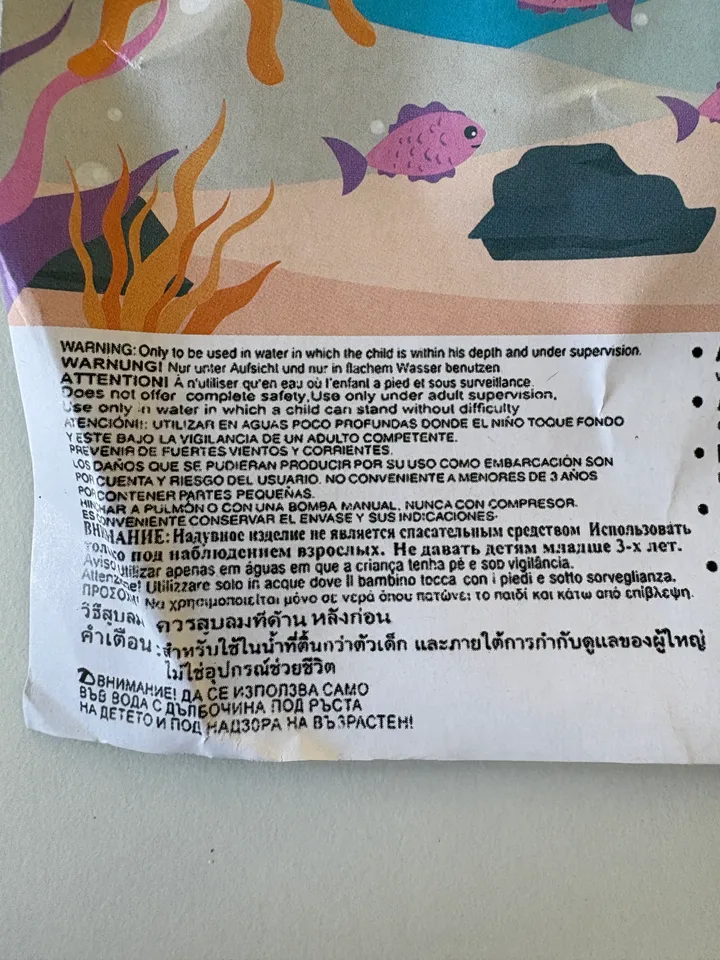 WARNING: Only to be used in water in which the child is within his depth and under supervision.
WARNUNG! Nur unter Aufsicht und nur in flachem Wasser benutzen
ATTENTION! À n'utiliser qu'en eau où l'enfant a pied et sous surveillance.
Does not offer complete safety,Use only under adult supervision,
Use only in water in which a child can stand without difficulty
ATENCIÓN!: UTILIZAR EN AGUAS POCO PROFUNDAS DONDE EL NIÑO TOQUE FONDO
Y ESTE BAJO LA VIGILANCIA DE UN ADULTO COMPETENTE.
PREVENIR DE FUERTES VIENTOS Y CORRIENTES.
LOS DAÑOS QUE SE PUDIERAN PRODUCIR POR SU USO COMO EMBARCACIÓN SON
POR CUENTA Y RIESGO DEL USUARIO. NO CONVENIENTE A MENORES DE 3 AÑOS
POR CONTENER PARTES PEQUEÑAS.
HINCHAR A PULMÓN O CON UNA BOMBA MANUAL, NUNCA CON COMPRESOR.
ES CONVENIENTE CONSERVAR EL ENVASE Y SUS INDICACIONES.
ВНИМАНИЕ: Надувное изделие не является спасательным средством Использовать
только под наблюдением взрослых. Не давать детям младше 3-х лет.
Aviso utilizar apenas em águas em que a criança tenha pé e sob vigilância.
Attenzione! Utilizzare solo in acque dove il bambino tocca con i piedi e sotto sorveglianza.
ΠΡΟΣΟΧΗ Να χρησιμοποιείται μόνο σε νερά όπου πατώνει το παιδί και κάτω από επίβλεψη.
วิธีสูบลม ควรสูบลมที่ด้าน หลังก่อน
คำเตือน :สำหรับใช้ในน้ำที่ตื้นกว่าตัวเด็ก และภายใต้การกำกับดูแลของผู้ใหญ่
ไม่ใช่อุปกรณ์ช่วยชีวิต
ВНИМАНИЕ! ДА СЕ ИЗПОЛЗВА САМО
ВЪВ ВОДА С ДЪЛБОЧИНА ПОД РЪСТА
НА ДЕТЕТО И ПОД НАДЗОРА НА ВЪЗРАСТЕН!